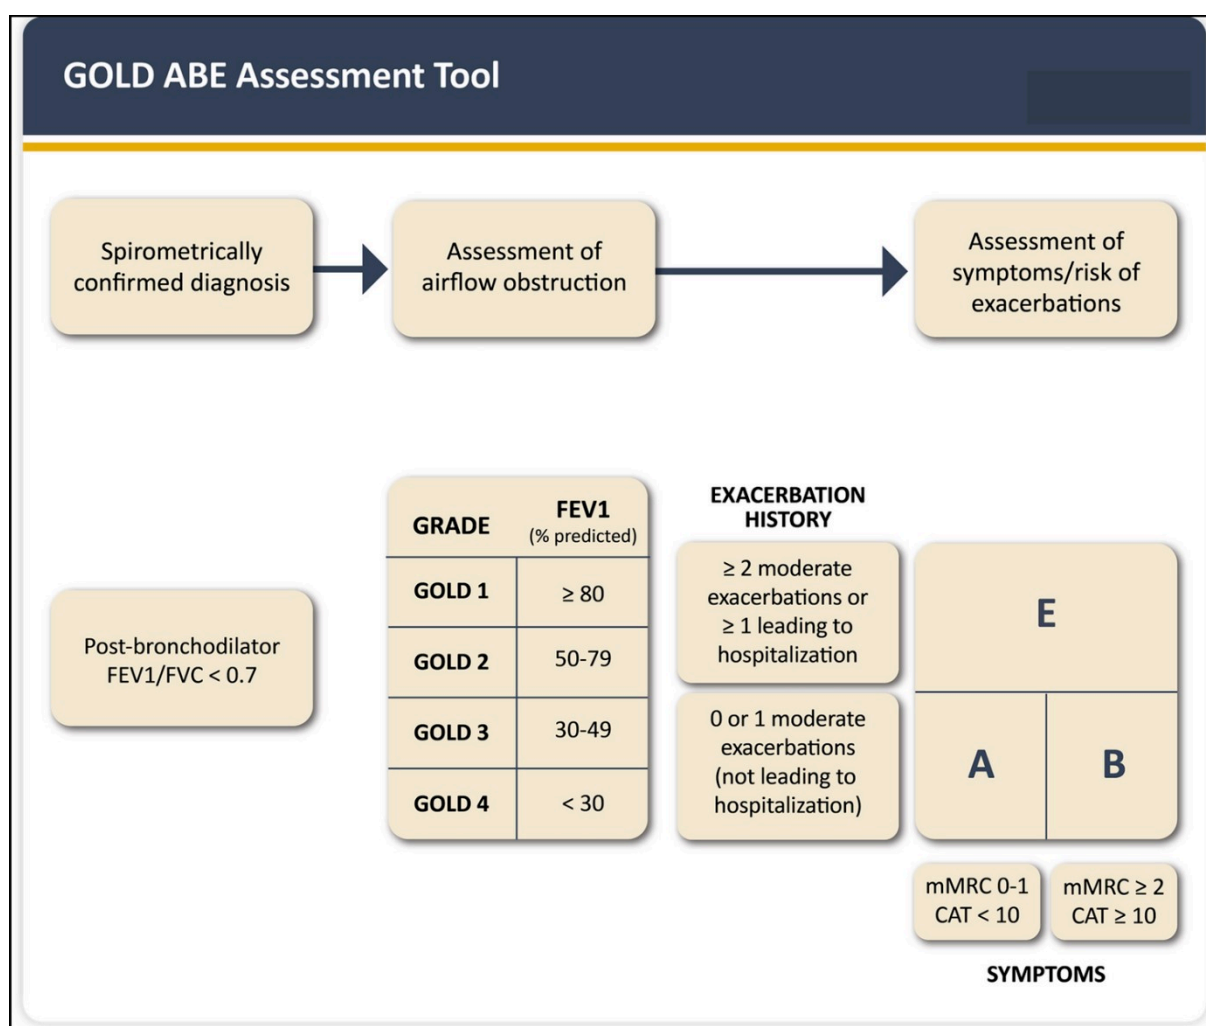 GOLD ABE Assessment Tool
Spirometrically
confirmed diagnosis
Assessment of
airflow obstruction
Assessment of
symptoms/risk of
exacerbations
Post-bronchodilator
FEV1/FVC < 0.7
GRADE
FEV1
(% predicted)
GOLD 1
≥ 80
GOLD 2
50-79
GOLD 3
30-49
GOLD 4
< 30
EXACERBATION
HISTORY
≥ 2 moderate
exacerbations or
≥ 1 leading to
hospitalization
0 or 1 moderate
exacerbations
(not leading to
hospitalization)
E
A
B
mMRC 0-1
CAT < 10
mMRC ≥ 2
CAT ≥ 10
SYMPTOMS